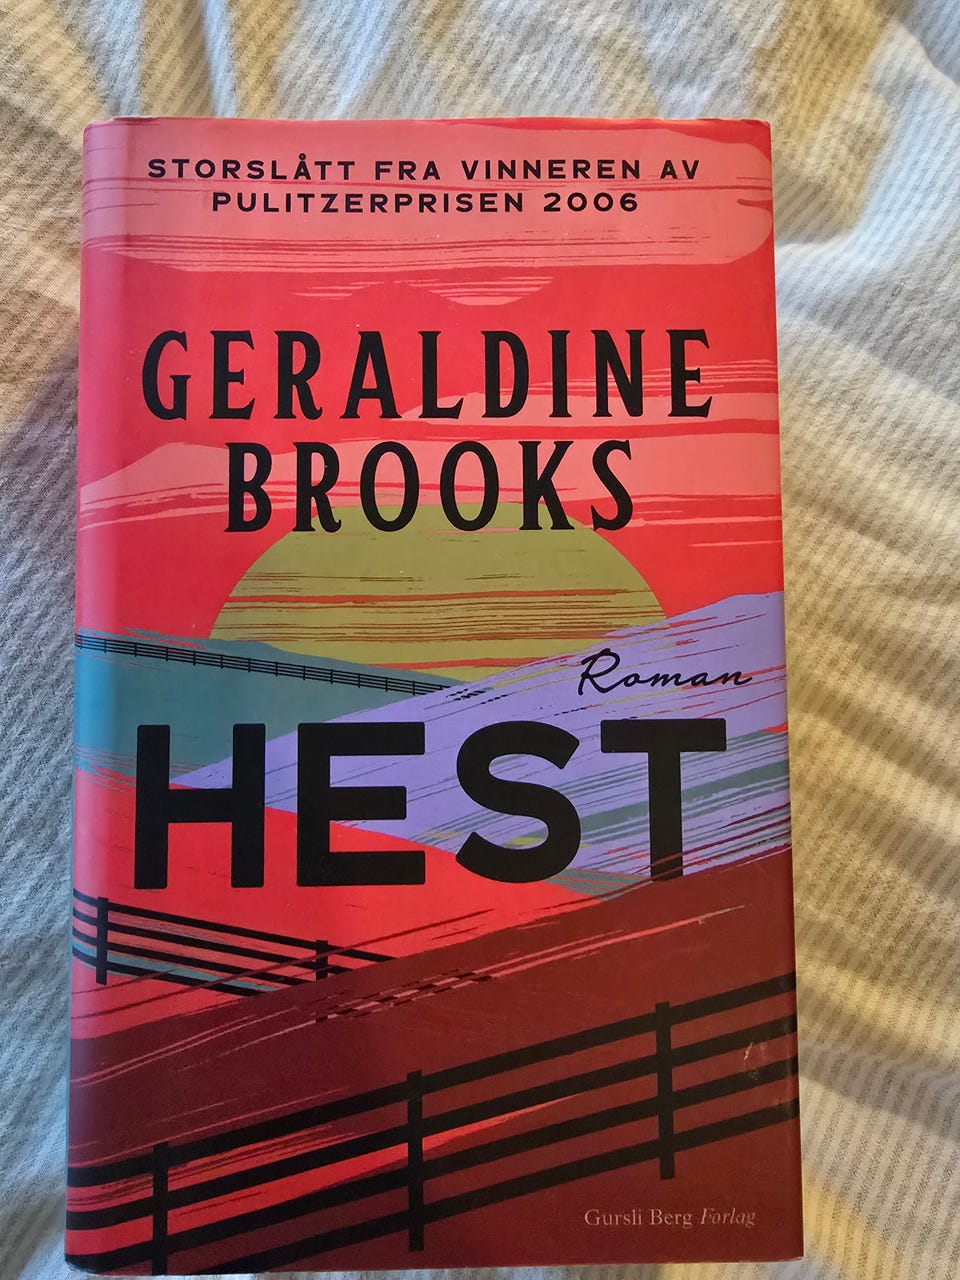 STORSLÅTT FRA VINNEREN AV
PULITZERPRISEN 2006
GERALDINE
BROOKS
Roman
HEST
Gursli Berg Forlag